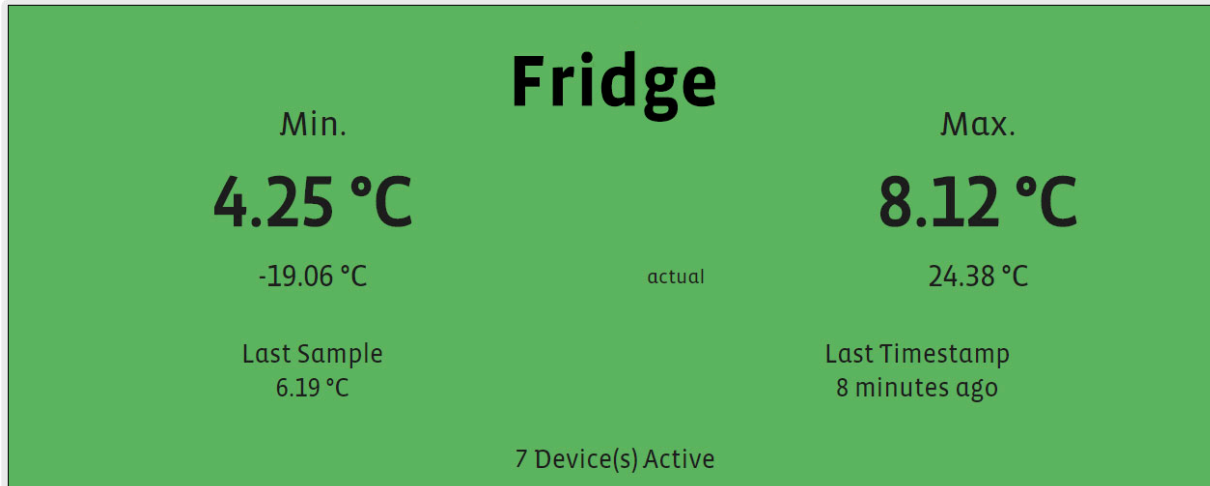 Fridge
Min.
Max.
4.25 °C
8.12 °C
-19.06 °C
actual
24.38 °C
Last Sample
Last Timestamp
6.19 °C
8 minutes ago
7 Device(s) Active